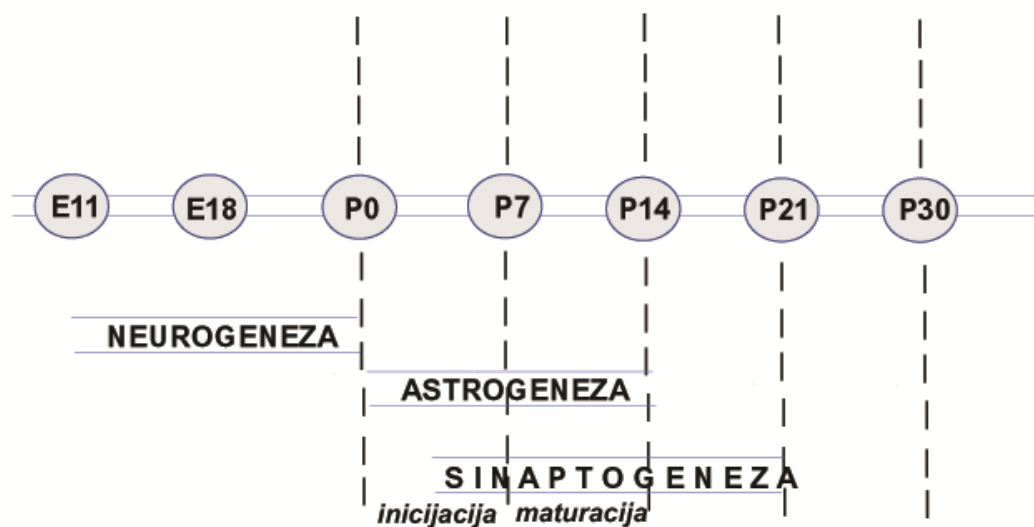 E11 E18 P0 P7 P14 P21 P30
NEUROGENEZA
ASTROGENEZA
SINAPTOGENEZA
inicijacija maturacija